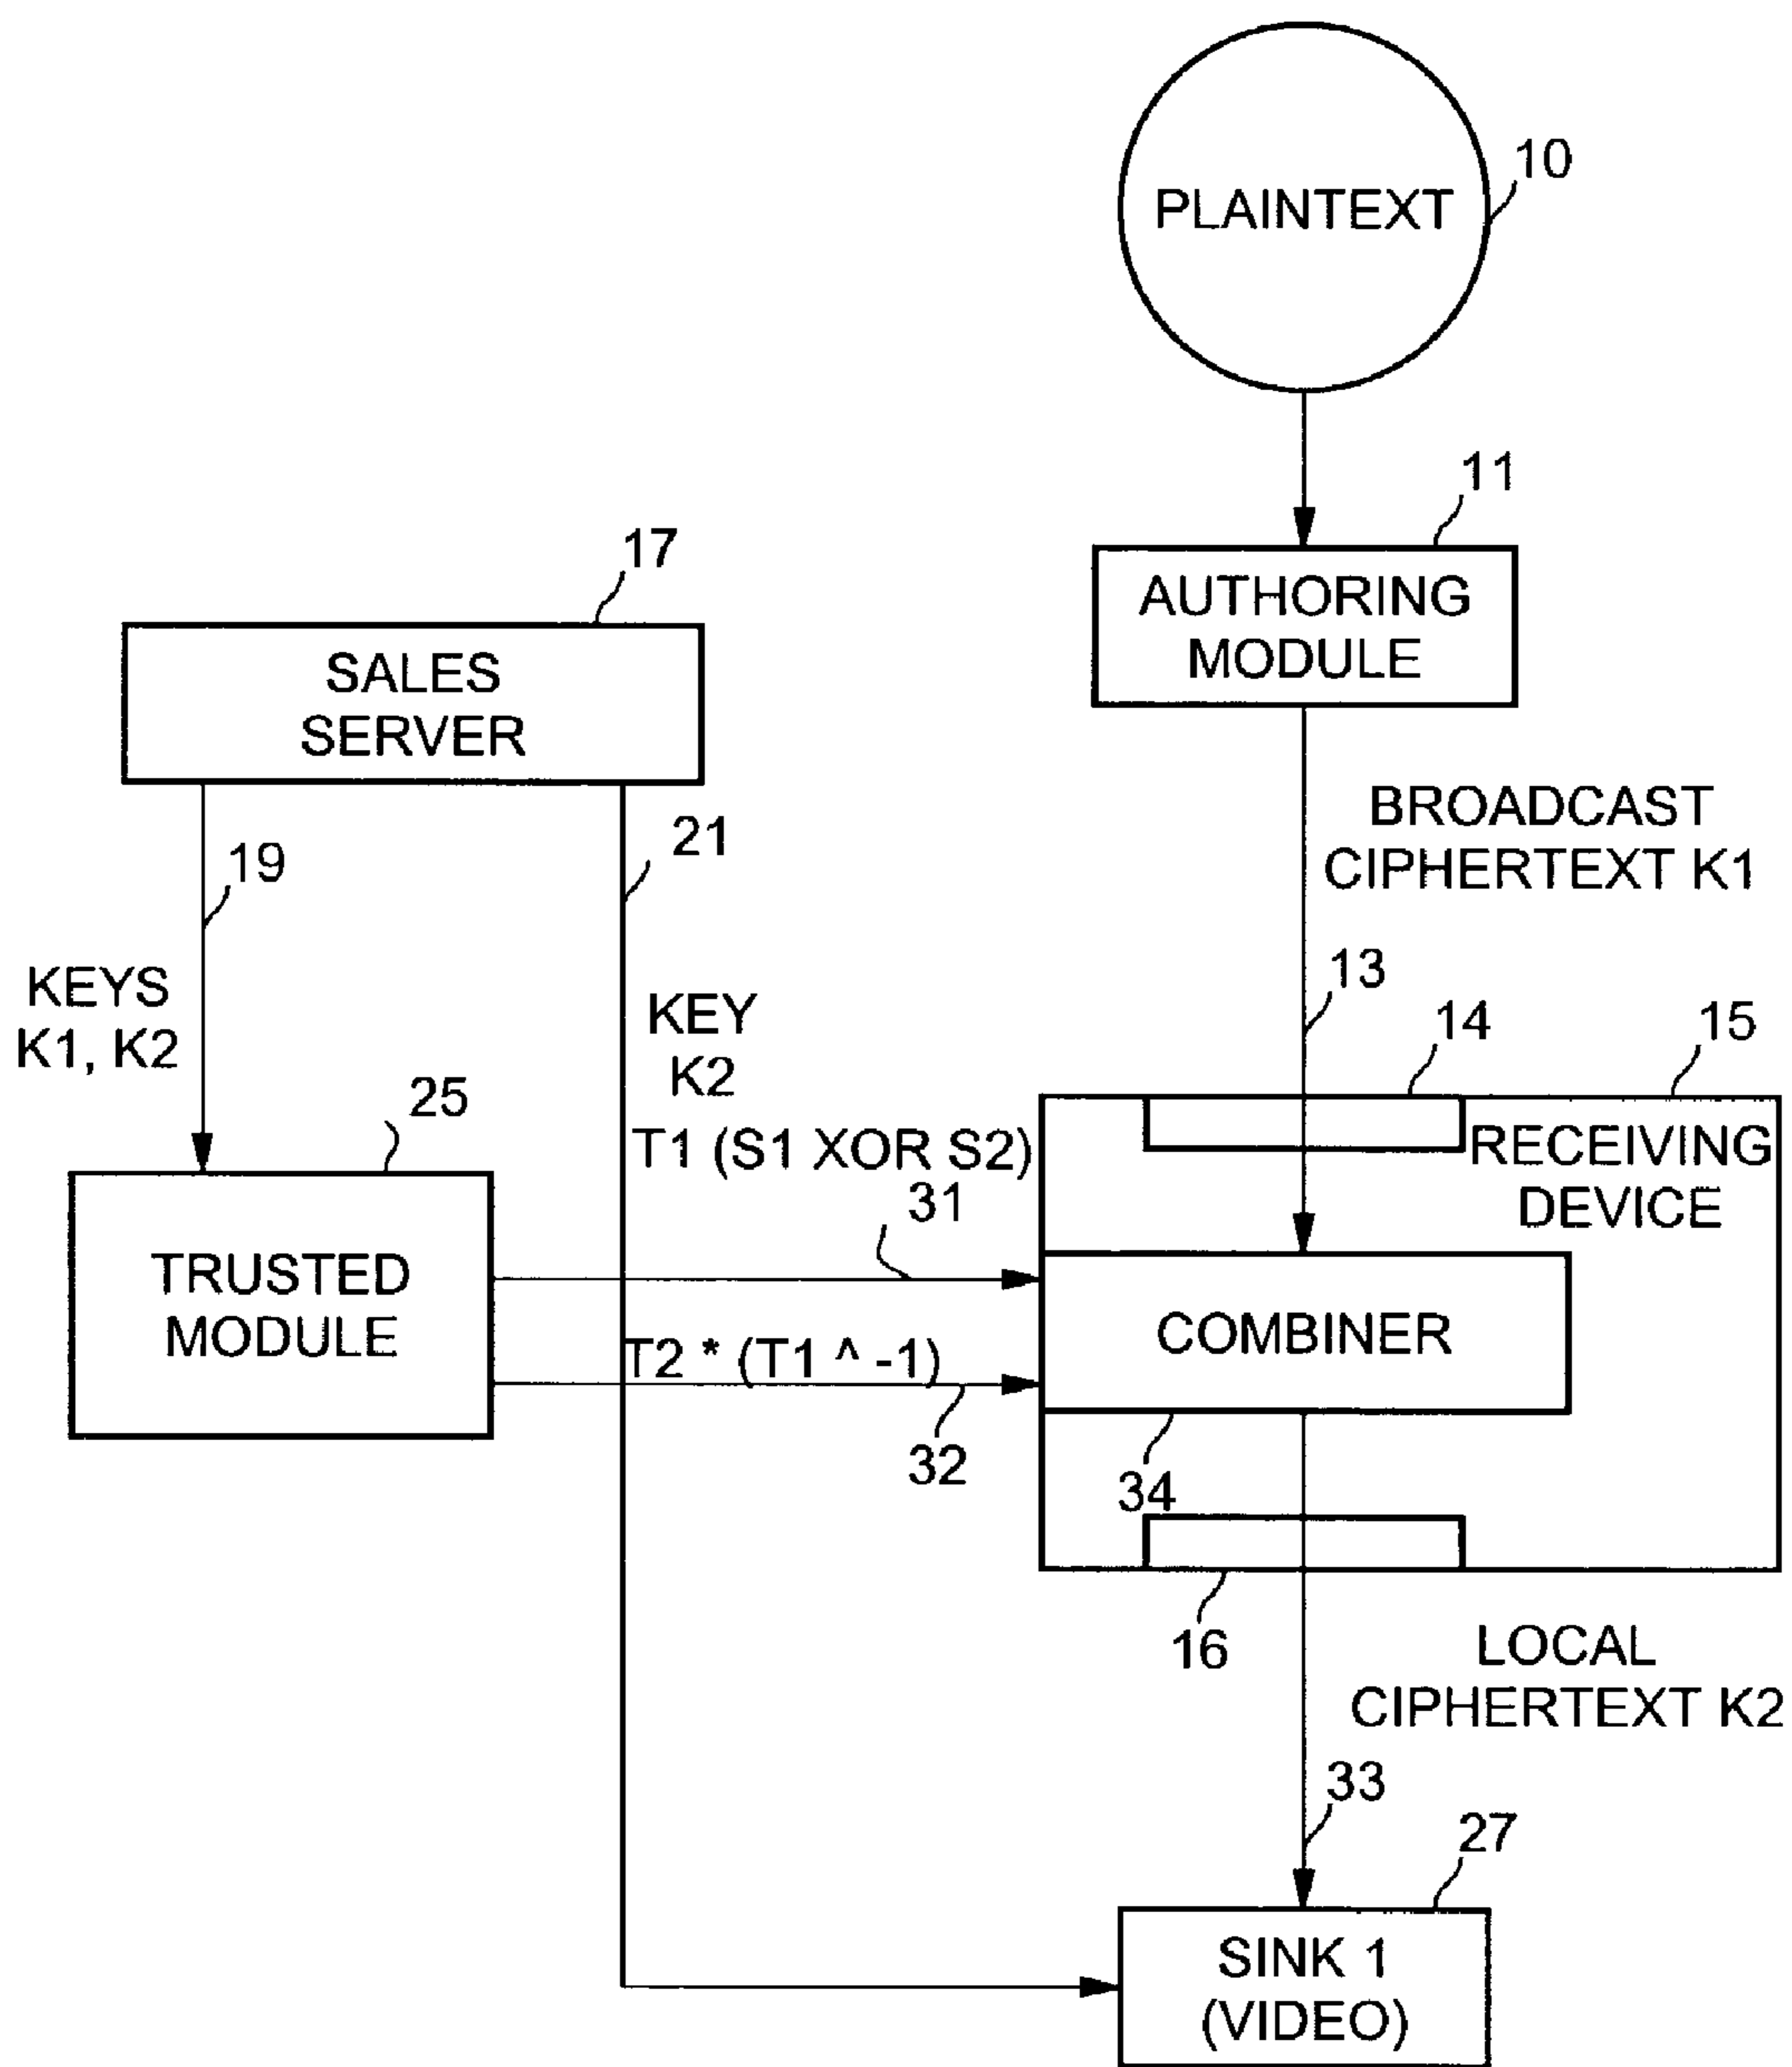 PLAINTEXT
10
11
AUTHORING
MODULE
17
SALES
SERVER
BROADCAST
CIPHERTEXT K1
19
21
KEYS
K1, K2
KEY
K2
13
14
15
25
T1 (S1 XOR S2)
31
RECEIVING
DEVICE
TRUSTED
MODULE
COMBINER
T2 * (T1 ^ -1)
32
34
16
LOCAL
CIPHERTEXT K2
33
27
SINK 1
(VIDEO)